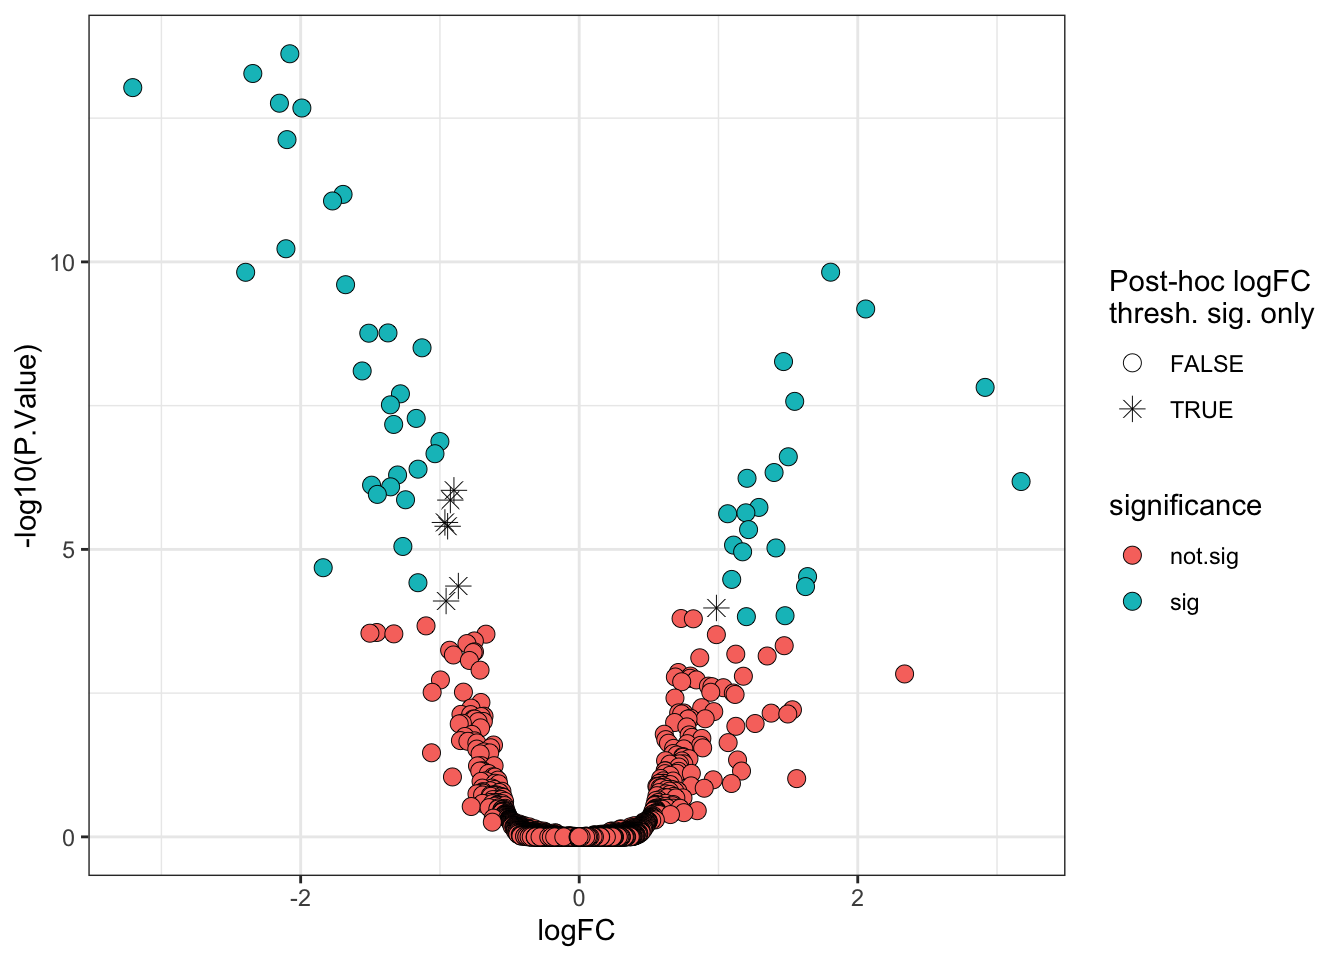 10
5
0
-2
0
2
logFC
-log10(P.Value)
Post-hoc logFC
thresh. sig. only
FALSE
TRUE
significance
not.sig
sig